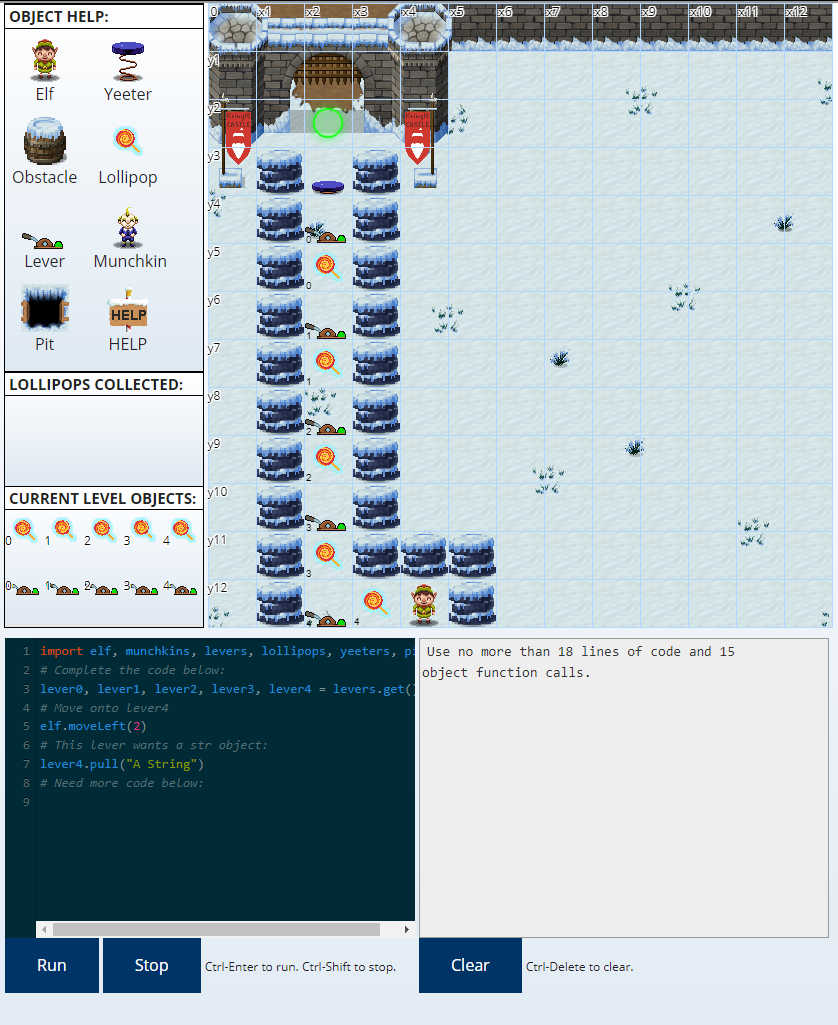 OBJECT HELP:
Elf
Yeeter
Obstacle
Lollipop
Lever
Munchkin
HELP
Pit
HELP
LOLLIPOPS COLLECTED:
CURRENT LEVEL OBJECTS:
0 1 2 3 4
0 1 2 3 4
0 x1 x2 x3 x4 x5 x6 x7 x8 x9 x10 x11 x12
y1
y2
Kringle Kringle
CASTLE CASTLE
y3
y4
0
y5
0
y6
1
y7
1
y8
2
y9
2
y10
3
y11
3
y12
4 4
1 import elf, munchkins, levers, lollipops, yeeters, pi
2 # Complete the code below:
3 lever0, lever1, lever2, lever3, lever4 = levers.get()
4 # Move onto lever4
5 elf.moveLeft(2)
6 # This lever wants a str object:
7 lever4.pull("A String")
8 # Need more code below:
9
Use no more than 18 lines of code and 15
object function calls.
Run Stop Ctrl-Enter to run. Ctrl-Shift to stop. Clear Ctrl-Delete to clear.